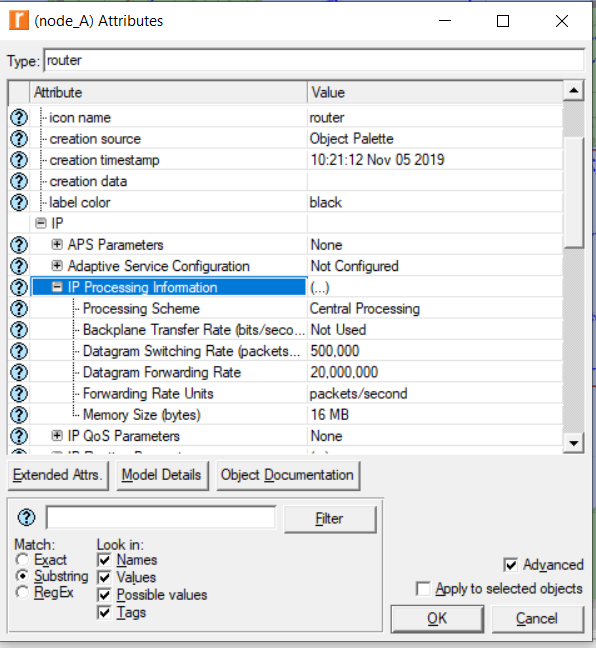 (node_A) Attributes
Type: router
Attribute Value
icon name router
creation source Object Palette
creation timestamp 10:21:12 Nov 05 2019
creation data
label color black
IP
APS Parameters None
Adaptive Service Configuration Not Configured
IP Processing Information (...)
Processing Scheme Central Processing
Backplane Transfer Rate (bits/seco... Not Used
Datagram Switching Rate (packets... 500,000
Datagram Forwarding Rate 20,000,000
Forwarding Rate Units packets/second
Memory Size (bytes) 16 MB
IP QoS Parameters None
Extended Attrs. Model Details Object Documentation
Filter
Match: Look in:
Exact Names
Substring Values
RegEx Possible values
Tags
Advanced
Apply to selected objects
OK Cancel